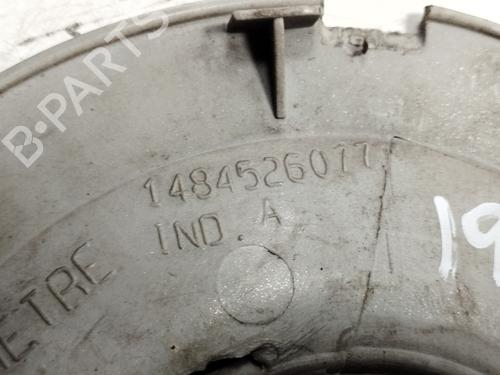 B-PARTS
1484526077
IND. A
ETRE
19